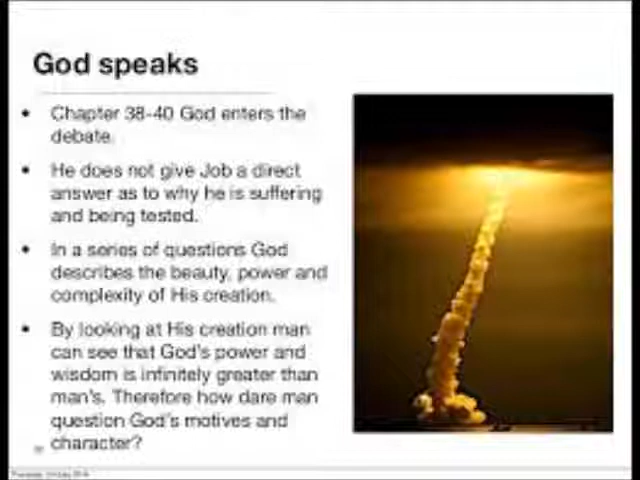 God speaks
• Chapter 38-40 God enters the
debate.
• He does not give Job a direct
answer as to why he is suffering
and being tested.
• In a series of questions God
describes the beauty, power and
complexity of His creation.
• By looking at His creation man
can see that God's power and
wisdom is infinitely greater than
man's. Therefore how dare man
question God's motives and
character?